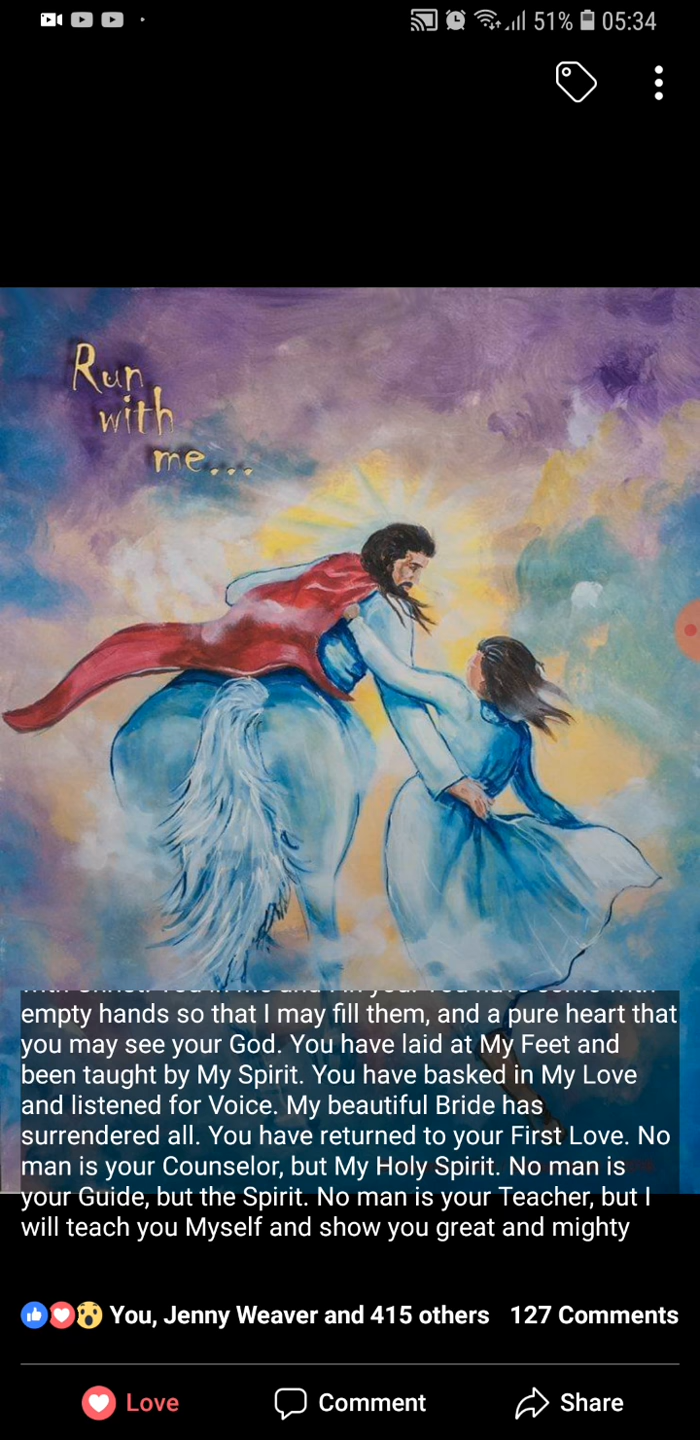 51% 05:34
Run
with
me...
empty hands so that I may fill them, and a pure heart that
you may see your God. You have laid at My Feet and
been taught by My Spirit. You have basked in My Love
and listened for Voice. My beautiful Bride has
surrendered all. You have returned to your First Love. No
man is your Counselor, but My Holy Spirit. No man is
your Guide, but the Spirit. No man is your Teacher, but I
will teach you Myself and show you great and mighty
You, Jenny Weaver and 415 others 127 Comments
Love Comment Share